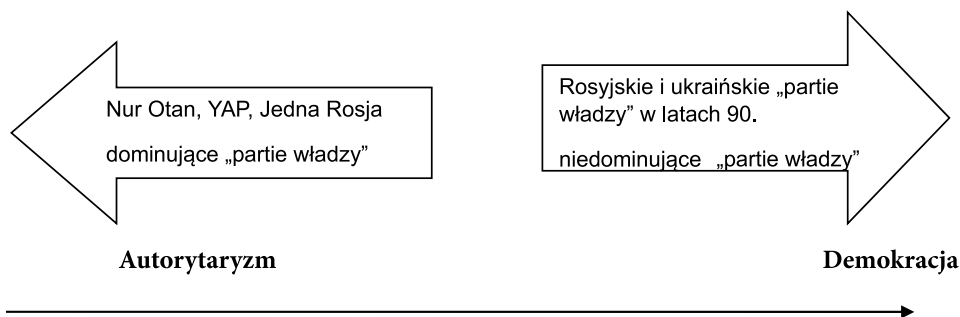 Nur Otan, YAP, Jedna Rosja
dominujące „partie władzy”
Rosyjskie i ukraińskie „partie
władzy” w latach 90.
niedominujące „partie władzy”
Autorytaryzm
Demokracja